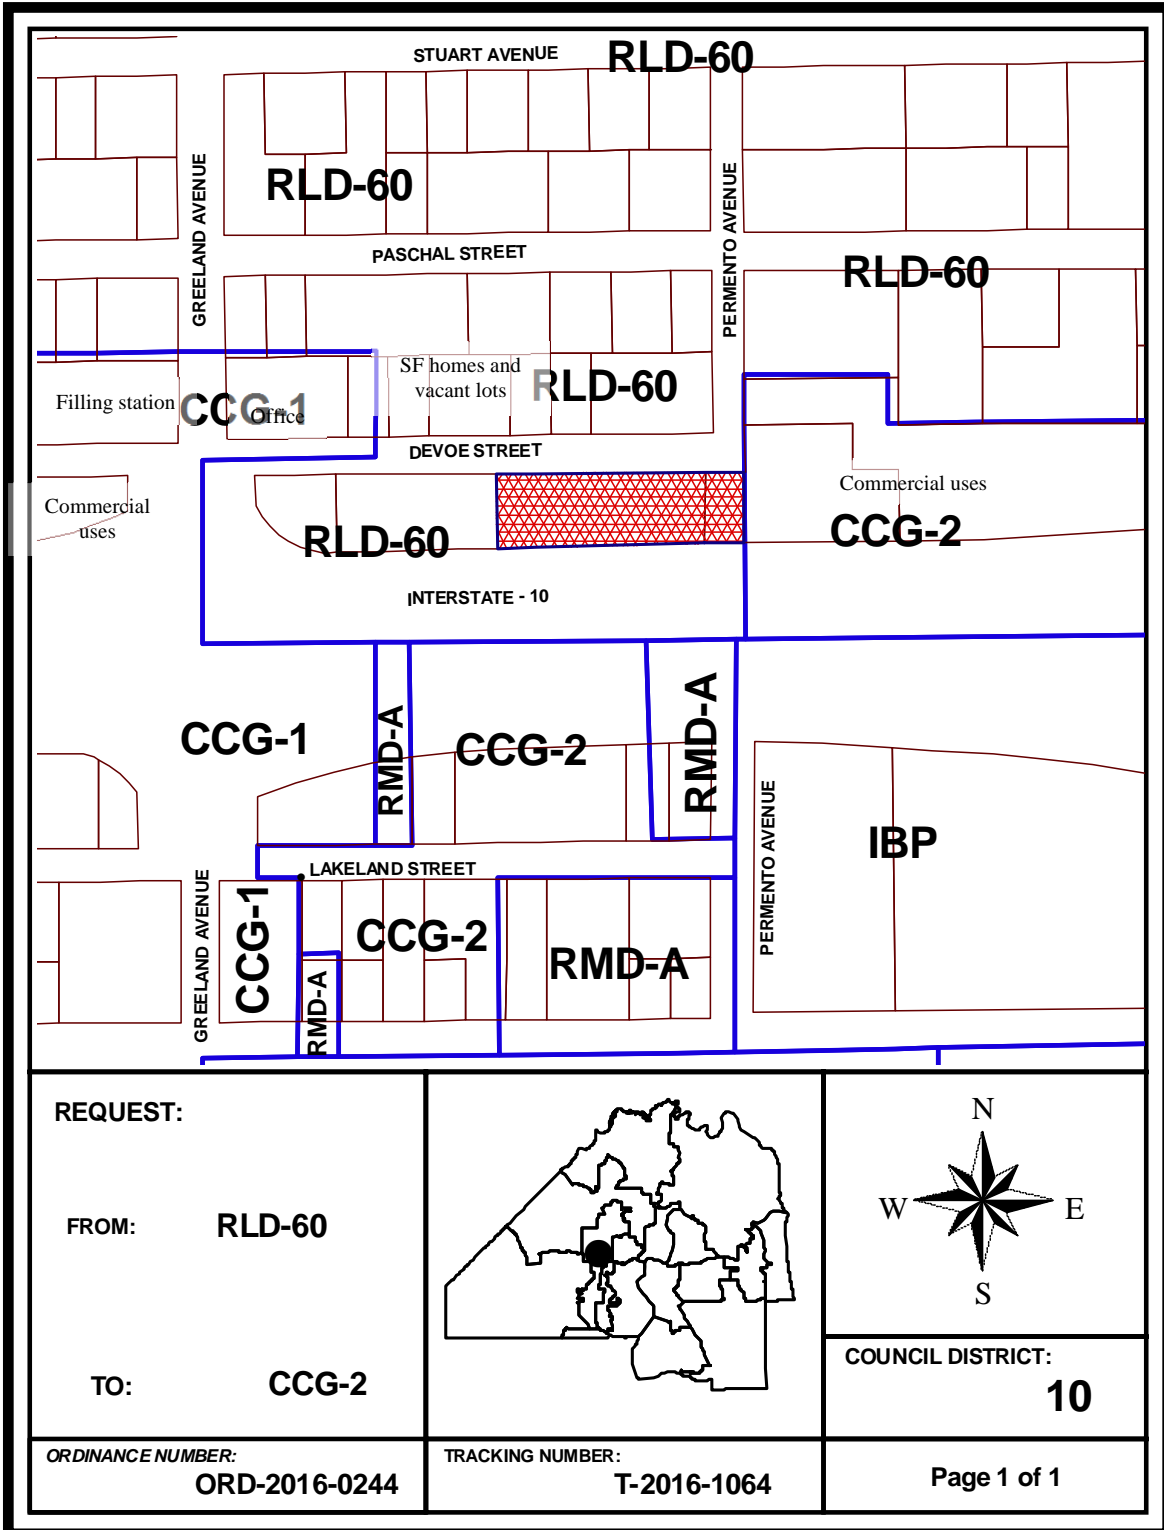 STUART AVENUE
RLD-60
GREELAND AVENUE
RLD-60
PERMENTO AVENUE
PASCHAL STREET
RLD-60
SF homes and
vacant lots
RLD-60
Filling station
CCG-1
Office
DEVOE STREET
Commercial
uses
Commercial uses
RLD-60
CCG-2
INTERSTATE - 10
CCG-1
RMD-A
CCG-2
RMD-A
PERMENTO AVENUE
IBP
LAKELAND STREET
GREELAND AVENUE
CCG-1
CCG-2
RMD-A
RMD-A
REQUEST:
FROM: RLD-60
TO: CCG-2
N
W E
S
COUNCIL DISTRICT:
10
ORDINANCE NUMBER:
ORD-2016-0244
TRACKING NUMBER:
T-2016-1064
Page 1 of 1